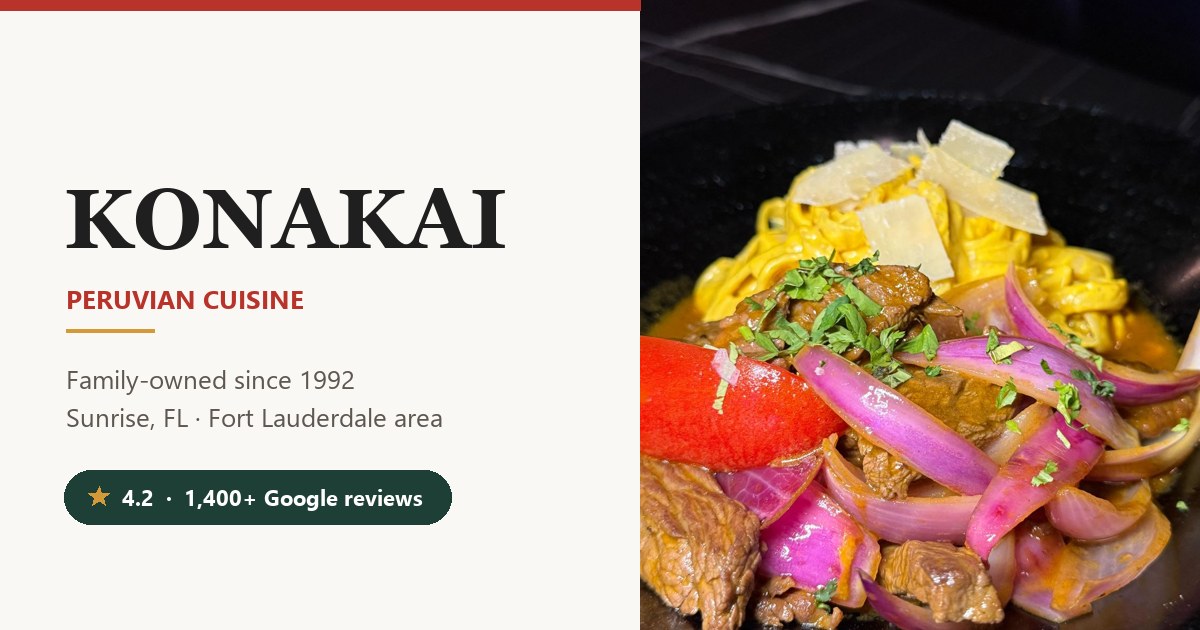 KONAKAI
PERUVIAN CUISINE
Family-owned since 1992
Sunrise, FL · Fort Lauderdale area
★ 4.2 · 1,400+ Google reviews